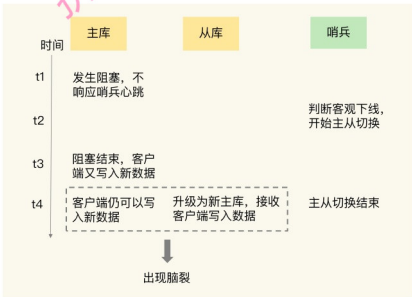 主库
从库
哨兵
时间
t1
发生阻塞，不
响应哨兵心跳
t2
判断客观下线，
开始主从切换
t3
阻塞结束，客户
端又写入新数据
t4
客户端仍可以写
入新数据
升级为新主库，接收
客户端写入数据
主从切换结束
出现脑裂